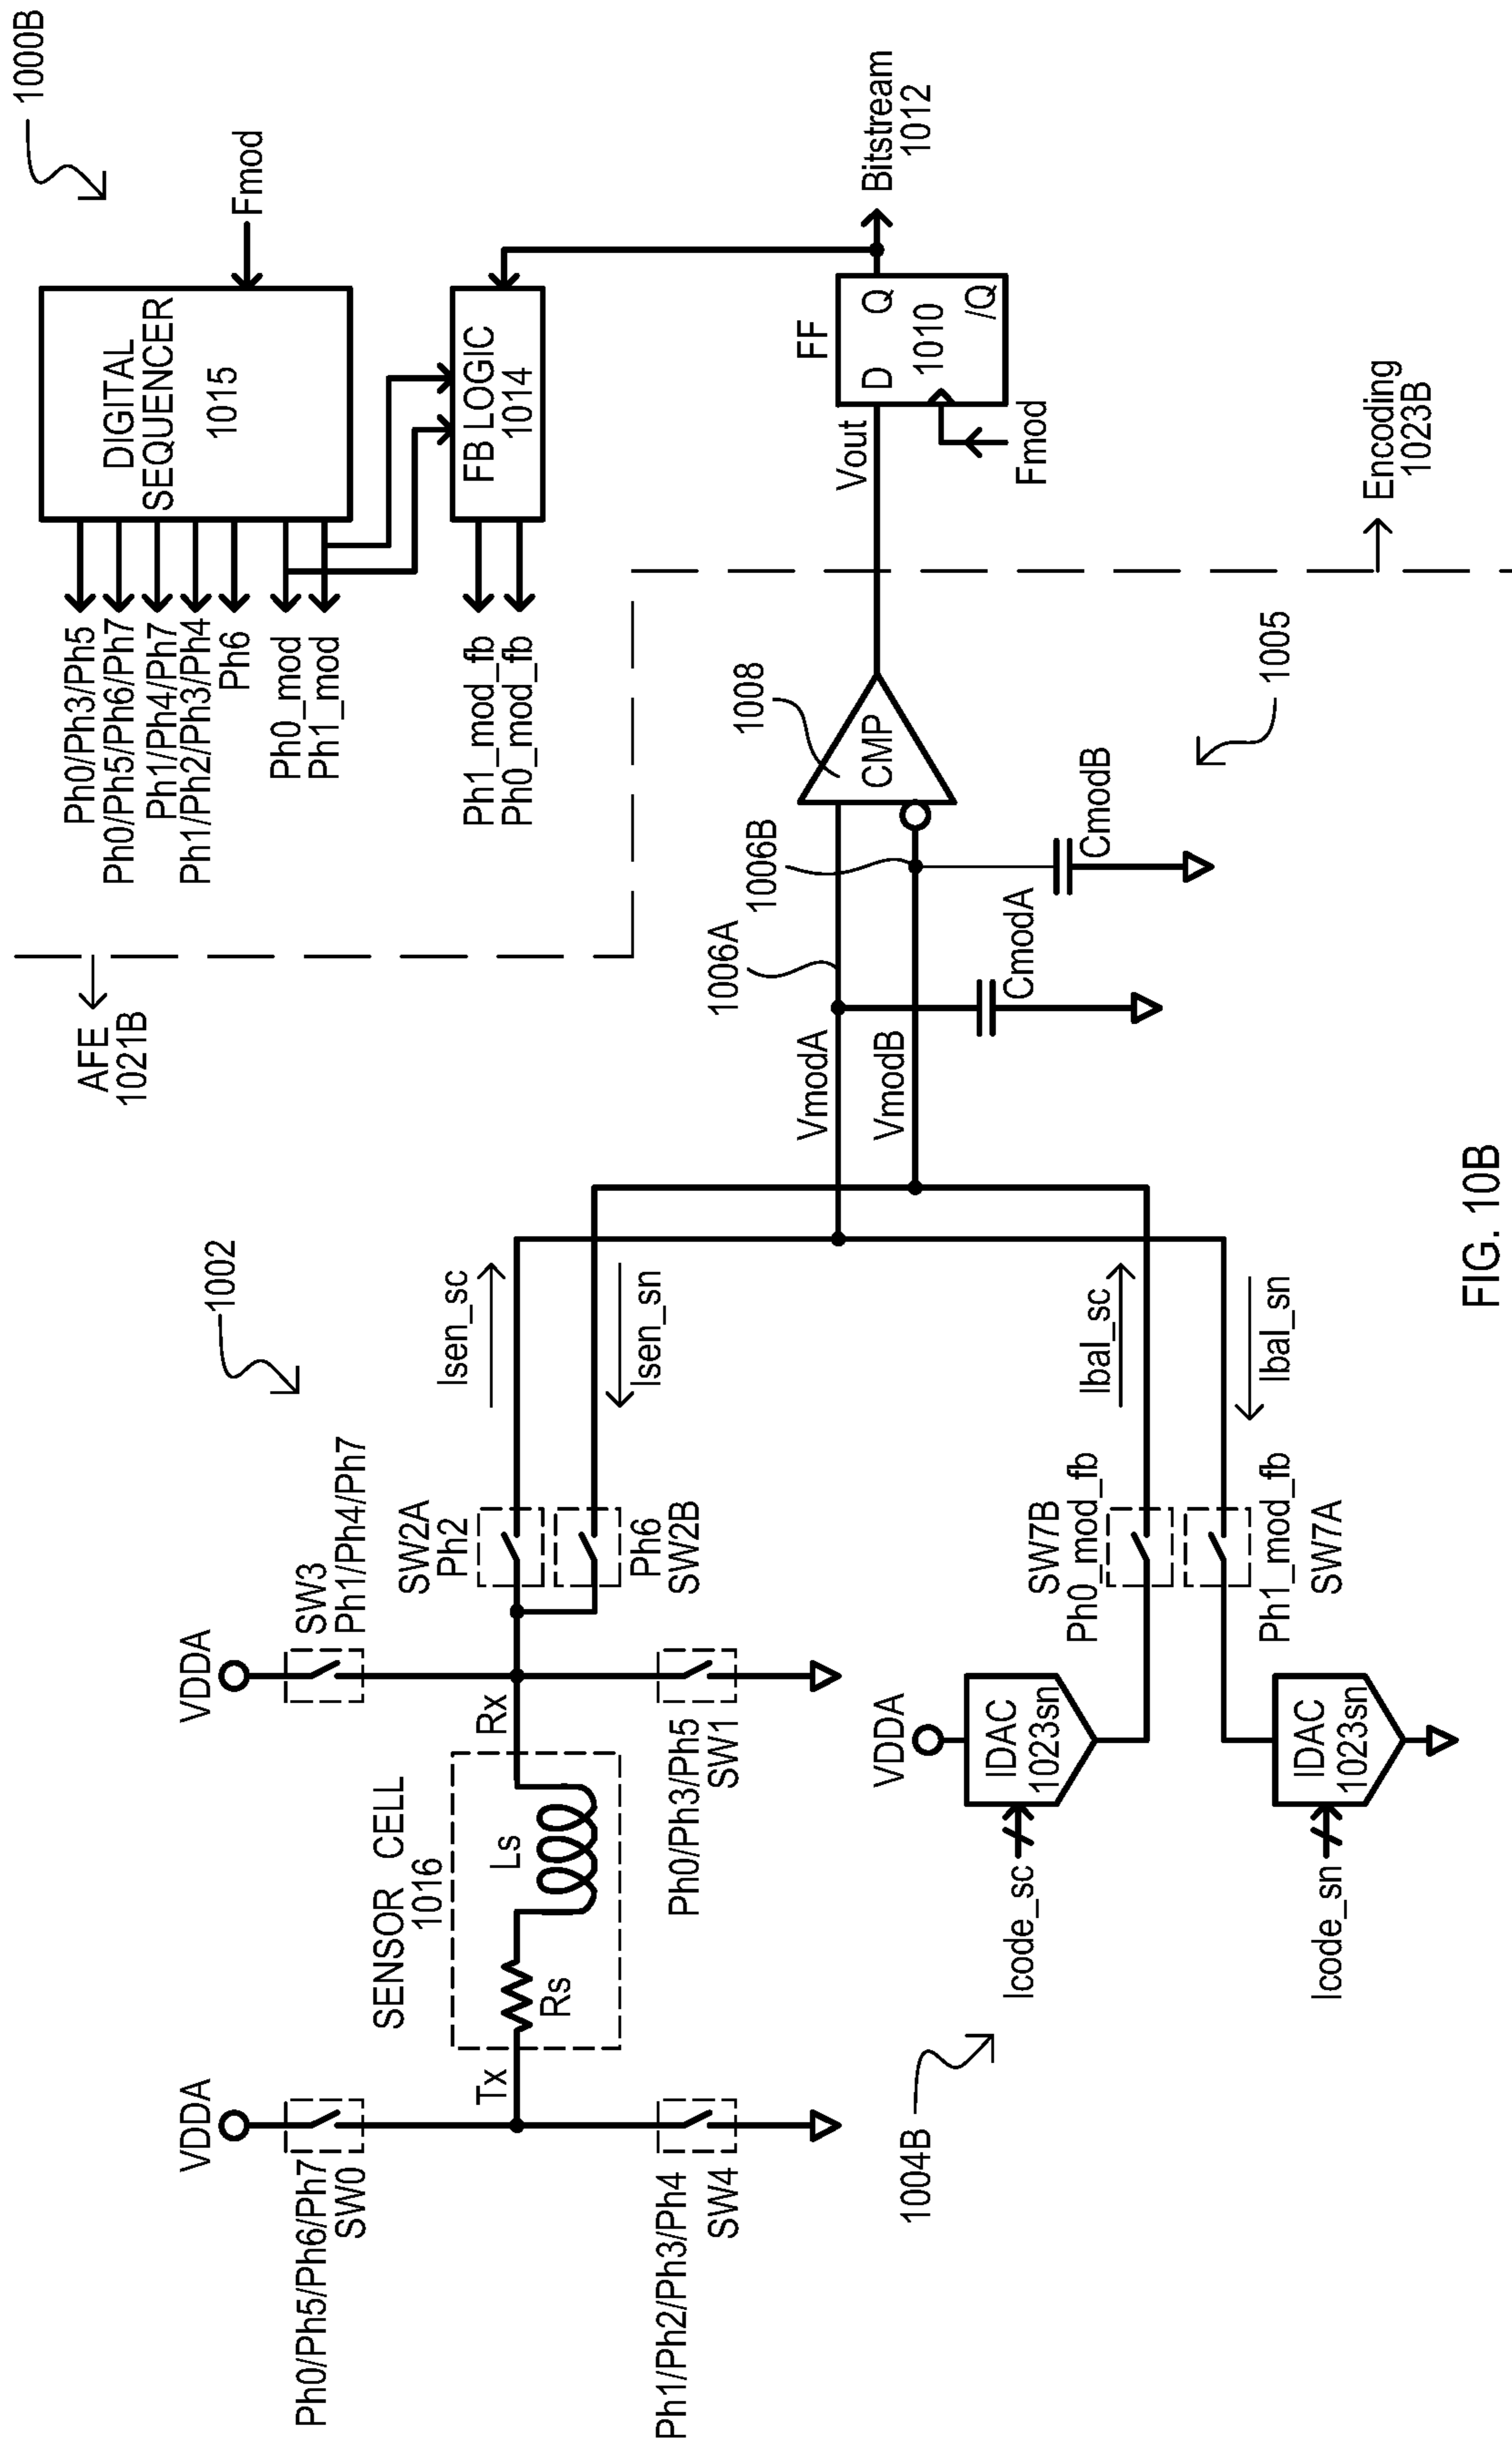 1000B
DIGITAL
SEQUENCER
1015
Fmod
Ph0/Ph3/Ph5
Ph0/Ph5/Ph6/Ph7
Ph1/Ph4/Ph7
Ph1/Ph2/Ph3/Ph4
Ph6
Ph0_mod
Ph1_mod
FB LOGIC
1014
Ph1_mod_fb
Ph0_mod_fb
AFE
1021B
1002
VDDA
Ph0/Ph5/Ph6/Ph7
SW0
VDDA
SW3
Ph1/Ph4/Ph7
SENSOR CELL
1016
Tx
Rs
Ls
Rx
SW2A
Ph2
Ph6
SW2B
Isen_sc
Isen_sn
Ph1/Ph2/Ph3/Ph4
SW4
Ph0/Ph3/Ph5
SW1
VmodA
VmodB
1006A
1006B
1008
CMP
CmodA
CmodB
1005
Vout
FF
D
Q
1010
/Q
Fmod
Bitstream
1012
Encoding
1023B
1004B
VDDA
Icode_sc
IDAC
1023sn
SW7B
Ph0_mod_fb
Ibal_sc
Icode_sn
IDAC
1023sn
Ph1_mod_fb
SW7A
Ibal_sn
FIG. 10B